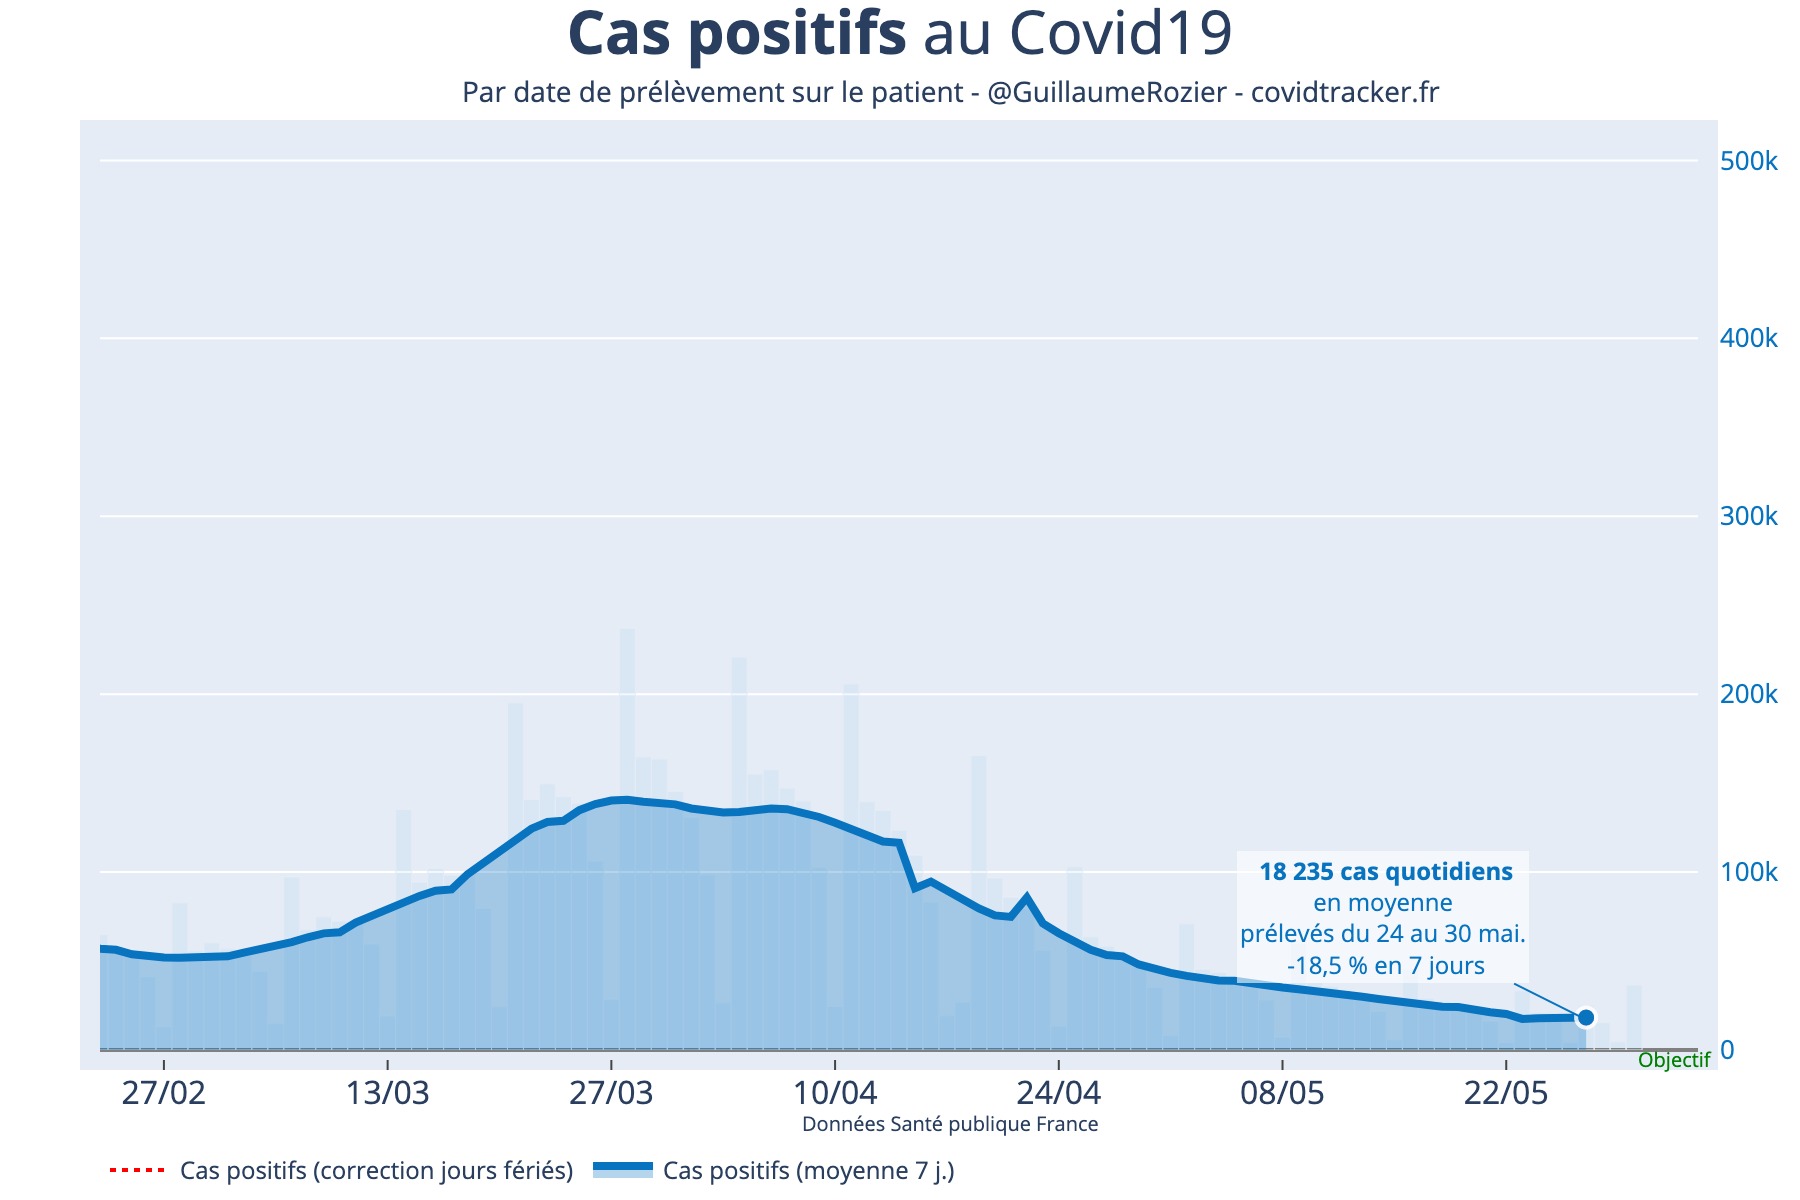 Cas positifs au Covid19
Par date de prélèvement sur le patient - @GuillaumeRozier - covidtracker.fr
500k
400k
300k
200k
100k
18 235 cas quotidiens
en moyenne
prélevés du 24 au 30 mai.
-18,5 % en 7 jours
0
Objectif
27/02 13/03 27/03 10/04 24/04 08/05 22/05
Données Santé publique France
Cas positifs (correction jours fériés) Cas positifs (moyenne 7 j.)